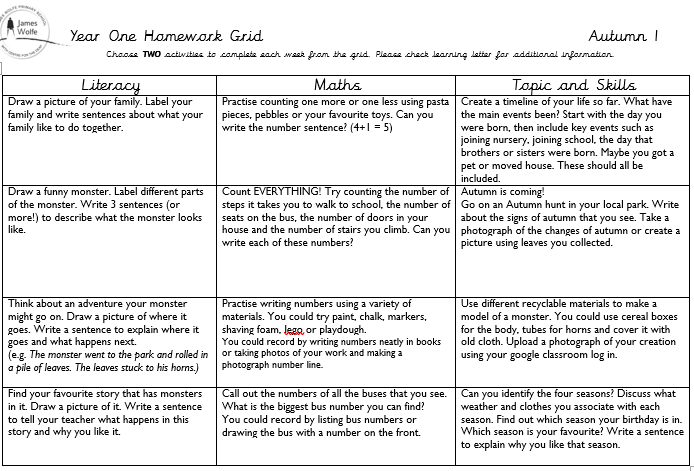 James
Wolfe
Year One Homework Grid
Autumn 1
Choose TWO activities to complete each week from the grid. Please check learning letter for additional information.
Literacy
Maths
Topic and Skills
Draw a picture of your family. Label your
family and write sentences about what your
family like to do together.
Practise counting one more or one less using pasta
pieces, pebbles or your favourite toys. Can you
write the number sentence? (4+1 = 5)
Create a timeline of your life so far. What have
the main events been? Start with the day you
were born, then include key events such as
joining nursery, joining school, the day that
brothers or sisters were born. Maybe you got a
pet or moved house. These should all be
included.
Draw a funny monster. Label different parts
of the monster. Write 3 sentences (or
more!) to describe what the monster looks
like.
Count EVERYTHING! Try counting the number of
steps it takes you to walk to school, the number of
seats on the bus, the number of doors in your
house and the number of stairs you climb. Can you
write each of these numbers?
Autumn is coming!
Go on an Autumn hunt in your local park. Write
about the signs of autumn that you see. Take a
photograph of the changes of autumn or create a
picture using leaves you collected.
Think about an adventure your monster
might go on. Draw a picture of where it
goes. Write a sentence to explain where it
goes and what happens next.
(e.g. The monster went to the park and rolled in
a pile of leaves. The leaves stuck to his horns.)
Practise writing numbers using a variety of
materials. You could try paint, chalk, markers,
shaving foam, lego, or playdough.
You could record by writing numbers neatly in books
or taking photos of your work and making a
photograph number line.
Use different recyclable materials to make a
model of a monster. You could use cereal boxes
for the body, tubes for horns and cover it with
old cloth. Upload a photograph of your creation
using your google classroom log in.
Find your favourite story that has monsters
in it. Draw a picture of it. Write a sentence
to tell your teacher what happens in this
story and why you like it.
Call out the numbers of all the buses that you see.
What is the biggest bus number you can find?
You could record by listing bus numbers or
drawing the bus with a number on the front.
Can you identify the four seasons? Discuss what
weather and clothes you associate with each
season. Find out which season your birthday is in.
Which season is your favourite? Write a sentence
to explain why you like that season.